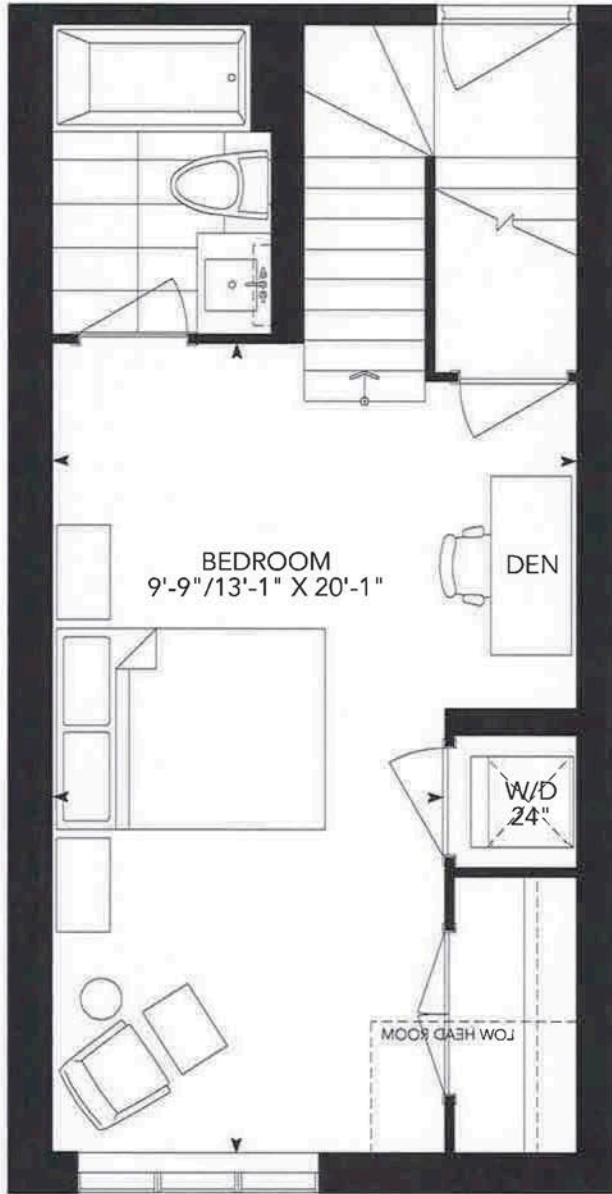 BEDROOM
9'-9"/13'-1" X 20'-1"
DEN
W/D
24"
LOW HEAD ROOM